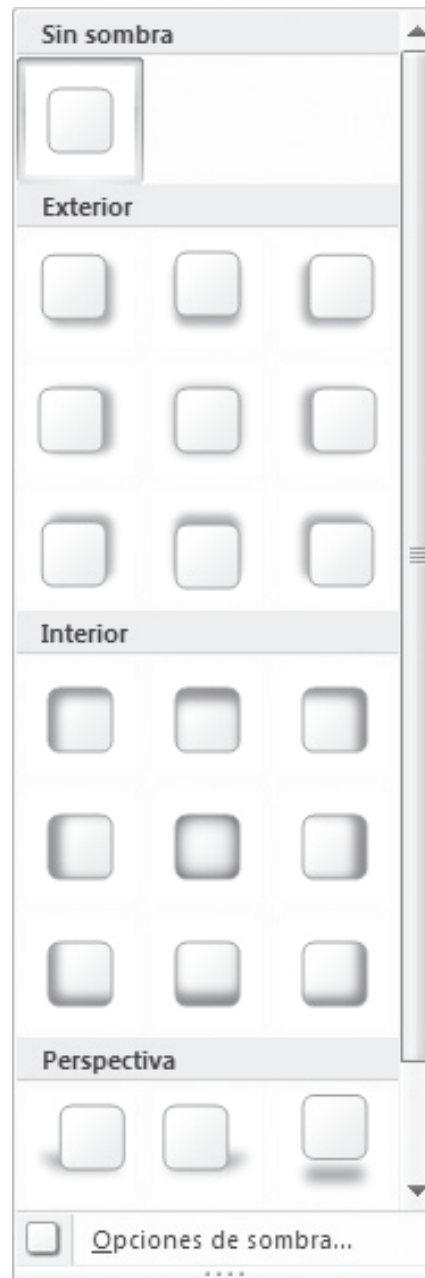 Sin sombra
Exterior
Interior
Perspectiva
Opciones de sombra...